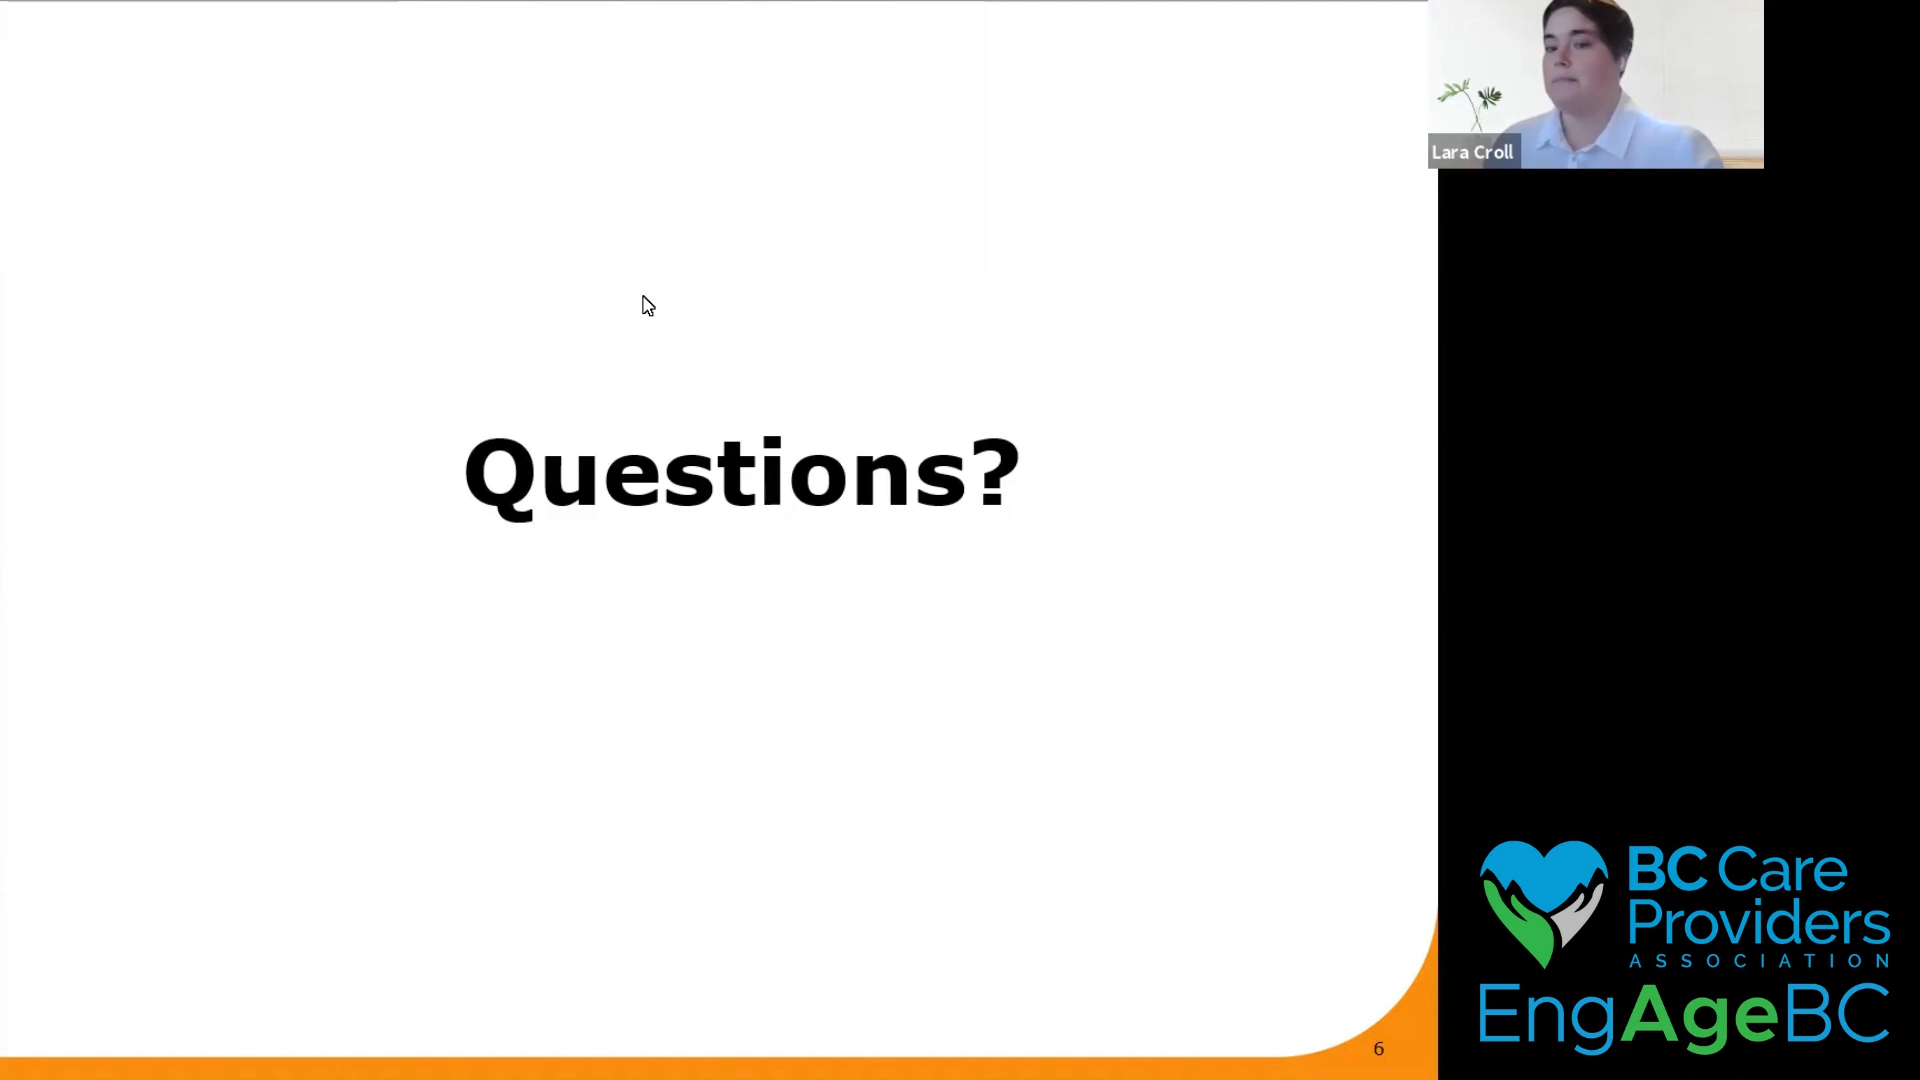 Lara Croll
Questions?
6
BC Care
Providers
ASSOCIATION
EngAgeBC